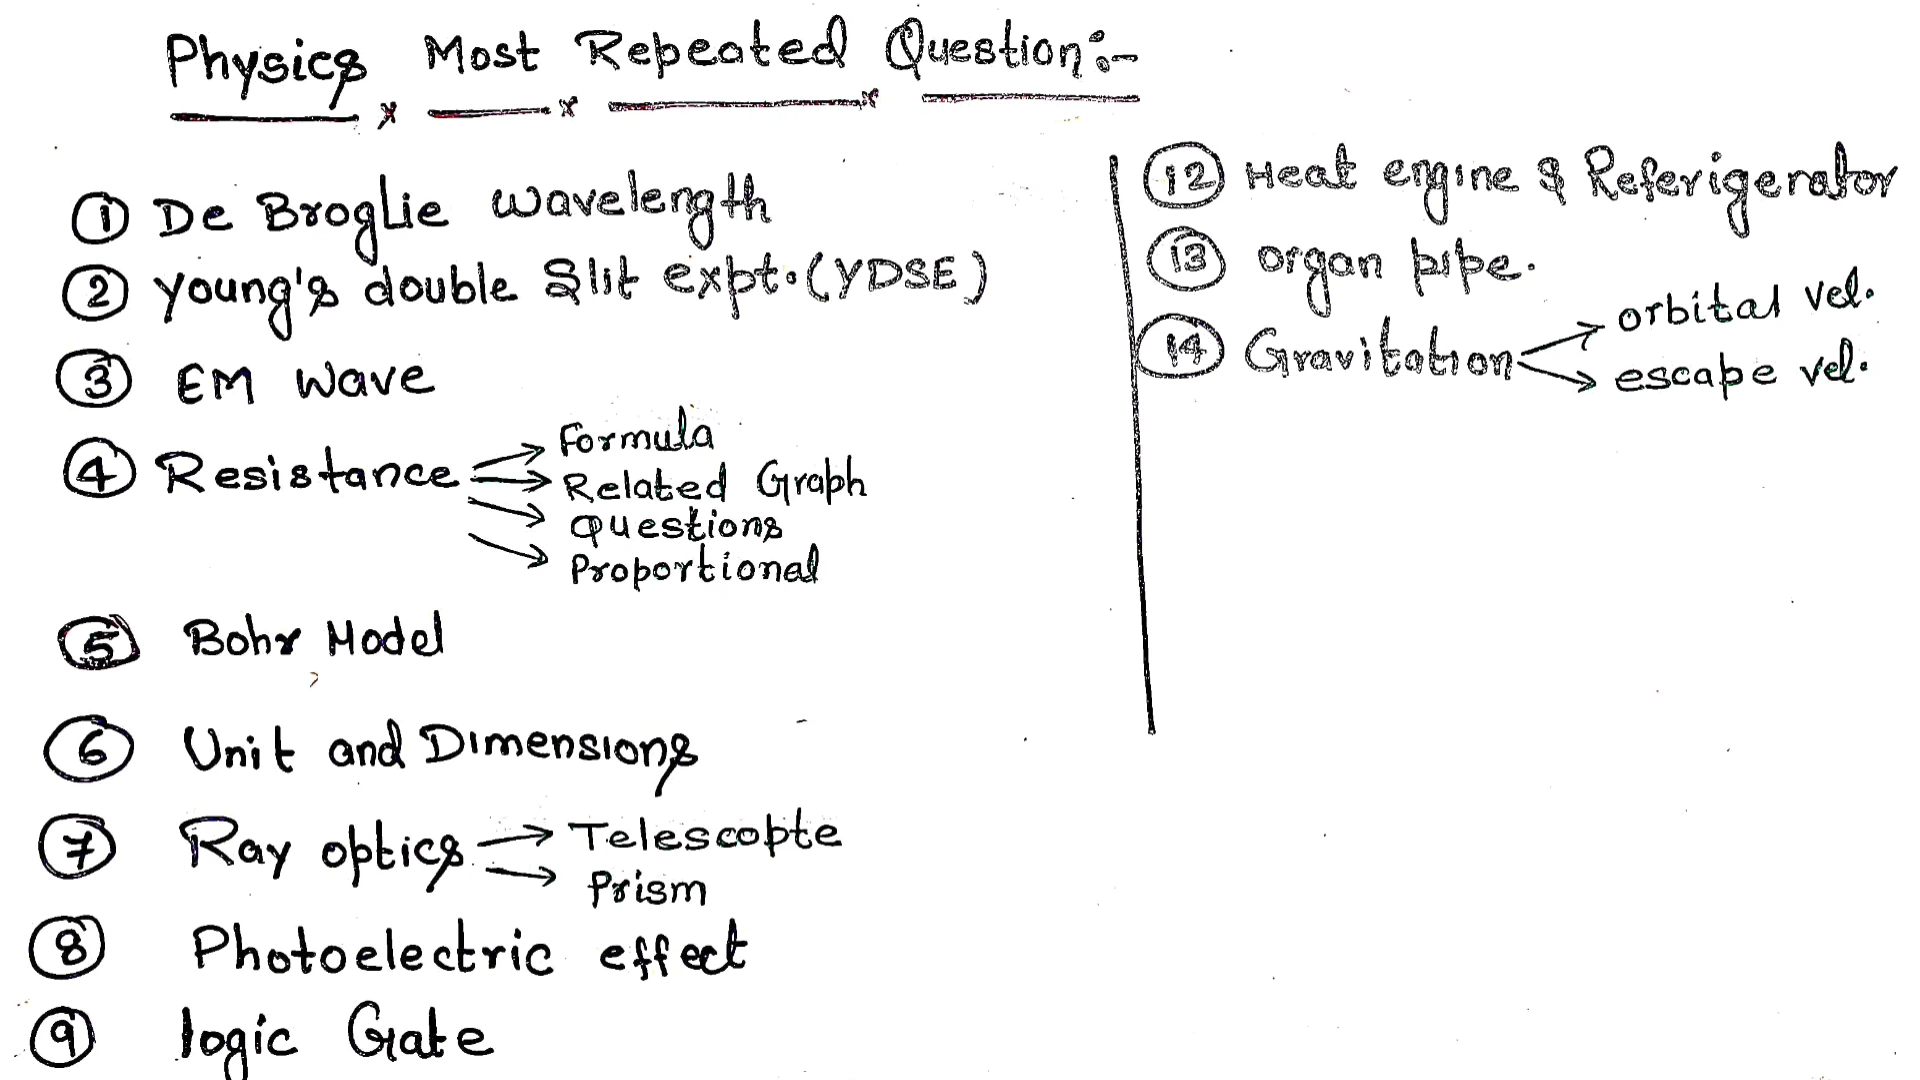 Physics Most Repeated Question:-
① De Broglie wavelength
② Young's double slit expt. (YDSE)
③ EM Wave
④ Resistance → Formula
→ Related Graph
→ Questions
→ Proportional
⑤ Bohr Model
⑥ Unit and Dimensions
⑦ Ray optics → Telescopte
→ Prism
⑧ Photoelectric effect
⑨ logic Gate
⑫ Heat engine & Referigerator
⑬ organ pipe.
⑭ Gravitation → orbital vel.
→ escape vel.